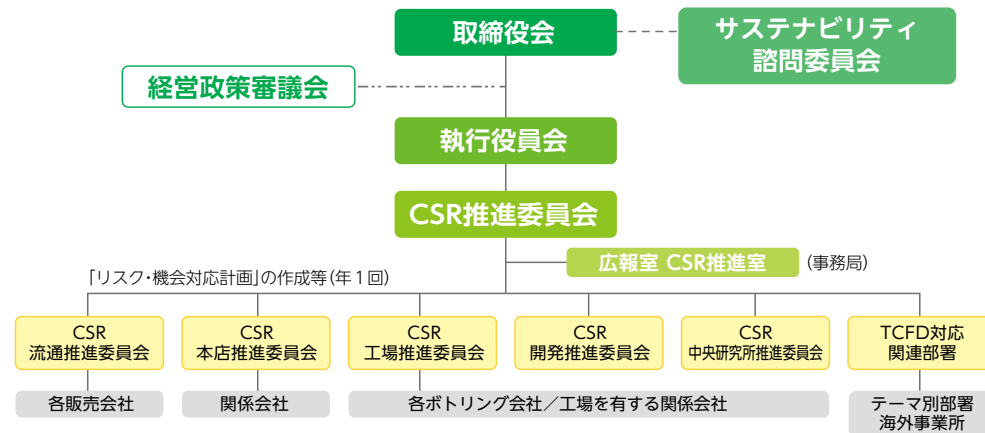 取締役会
サステナビリティ
諮問委員会
経営政策審議会
執行役員会
CSR推進委員会
広報室 CSR推進室
(事務局)
「リスク・機会対応計画」の作成等(年1回)
CSR
流通推進委員会
CSR
本店推進委員会
CSR
工場推進委員会
CSR
開発推進委員会
CSR
中央研究所推進委員会
TCFD対応
関連部署
各販売会社
関係会社
各ボトリング会社/工場を有する関係会社
テーマ別部署
海外事業所